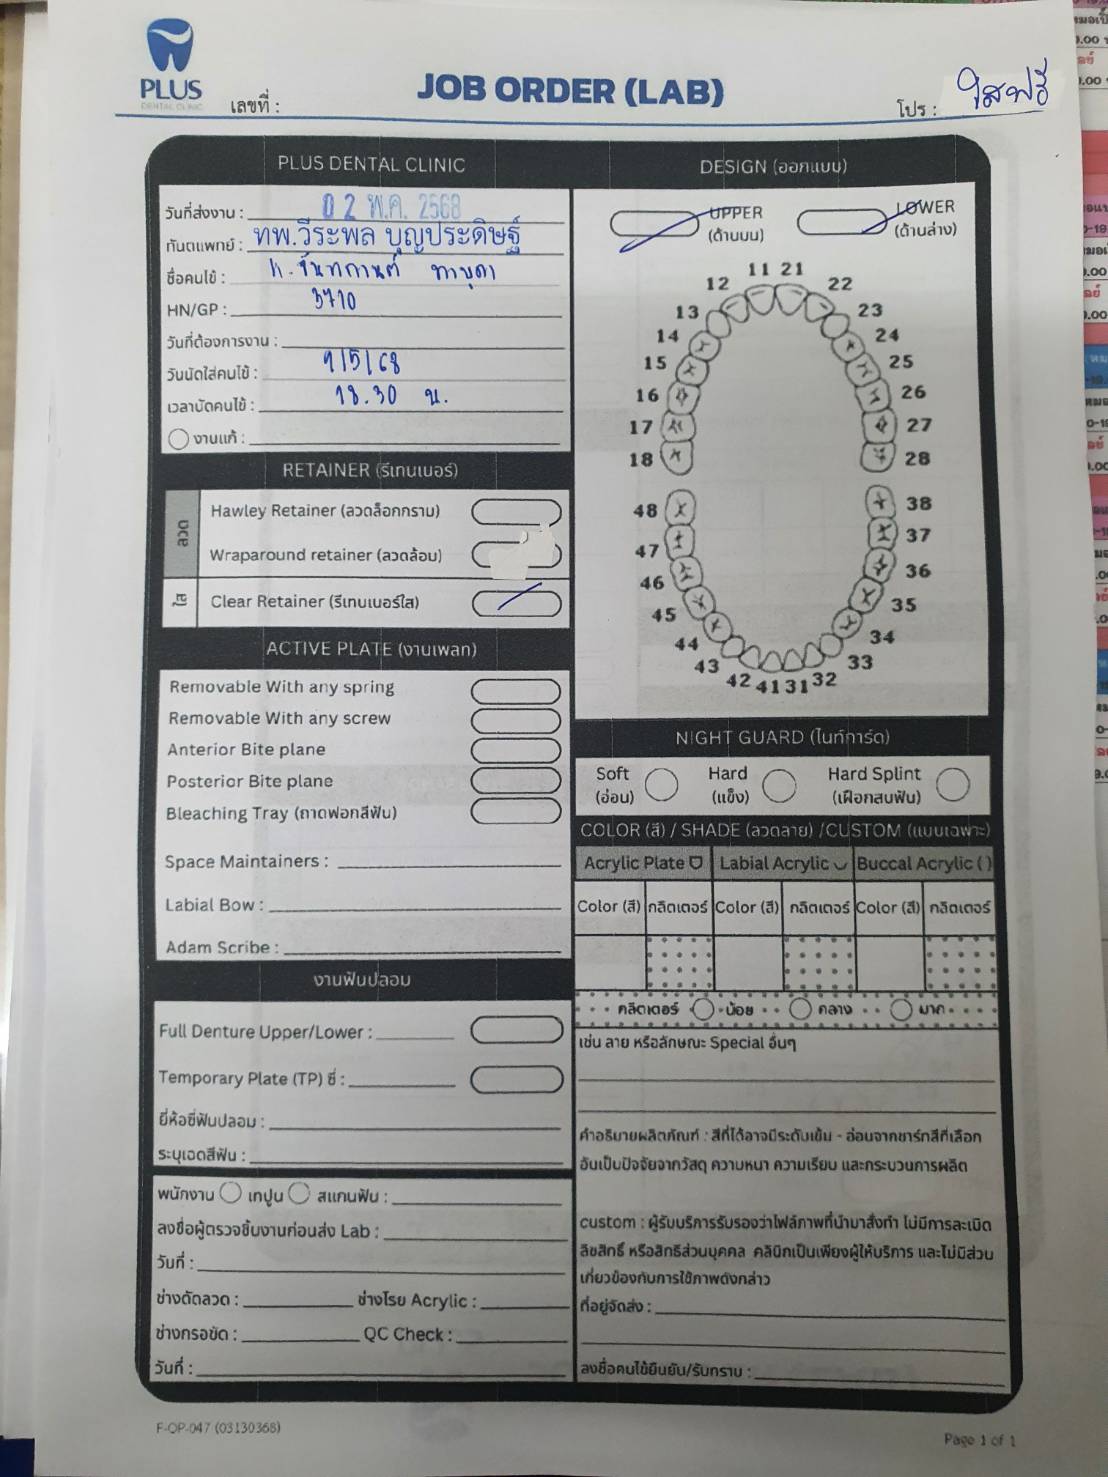 PLUS
DENTAL CLINIC
เลขที่ :
JOB ORDER (LAB)
โปร : ใสฟรี
PLUS DENTAL CLINIC
วันที่ส่งงาน : 02 พ.ค. 2568
ทันตแพทย์ : ทพ.วีระพล บุญประดิษฐ์
ชื่อคนไข้ : น. จันทกานต์ ทาบุดา
HN/GP : 3710
วันที่ต้องการงาน :
วันนัดใส่คนไข้ : 9/5/68
เวลานัดคนไข้ : 18.30 น.
งานแก้ :
RETAINER (รีเทนเนอร์)
ลวด
Hawley Retainer (ลวดล็อกกราม)
Wraparound retainer (ลวดล้อม)
ใส
Clear Retainer (รีเทนเนอร์ใส)
ACTIVE PLATE (งานเพลท)
Removable With any spring
Removable With any screw
Anterior Bite plane
Posterior Bite plane
Bleaching Tray (ถาดฟอกสีฟัน)
Space Maintainers :
Labial Bow :
Adam Scribe :
งานฟันปลอม
Full Denture Upper/Lower :
Temporary Plate (TP) ซี่ :
ยี่ห้อซี่ฟันปลอม :
ระบุเฉดสีฟัน :
พนักงาน เทปูน สแกนฟัน :
ลงชื่อผู้ตรวจชิ้นงานก่อนส่ง Lab :
วันที่ :
ช่างดัดลวด : ช่างโรย Acrylic :
ช่างกรอขัด : QC Check :
วันที่ :
DESIGN (ออกแบบ)
UPPER
(ด้านบน)
LOWER
(ด้านล่าง)
11 21
12 22
13 23
14 24
15 25
16 26
17 27
18 28
48 38
47 37
46 36
45 35
44 34
43 33
42 41 31 32
NIGHT GUARD (ไนท์การ์ด)
Soft
(อ่อน)
Hard
(แข็ง)
Hard Splint
(เฝือกสบฟัน)
COLOR (สี) / SHADE (ลวดลาย) /CUSTOM (แบบเฉพาะ)
Acrylic Plate Labial Acrylic Buccal Acrylic ( )
Color (สี) กลิตเตอร์ Color (สี) กลิตเตอร์ Color (สี) กลิตเตอร์
กลิตเตอร์ น้อย กลาง มาก
เช่น ลาย หรือลักษณะ Special อื่นๆ
คำอธิบายผลิตภัณฑ์ : สีที่ได้อาจมีระดับเข้ม - อ่อนจากชาร์ทสีที่เลือก
อันเป็นปัจจัยจากวัสดุ ความหนา ความเรียบ และกระบวนการผลิต
custom : ผู้รับบริการรับรองว่าไฟล์ภาพที่นำมาสั่งทำ ไม่มีการละเมิด
ลิขสิทธิ์ หรือสิทธิส่วนบุคคล คลินิกเป็นเพียงผู้ให้บริการ และไม่มีส่วน
เกี่ยวข้องกับการใช้ภาพดังกล่าว
ที่อยู่จัดส่ง :
ลงชื่อคนไข้ยืนยัน/รับทราบ :
F-OP-047 (03130368)
Page 1 of 1